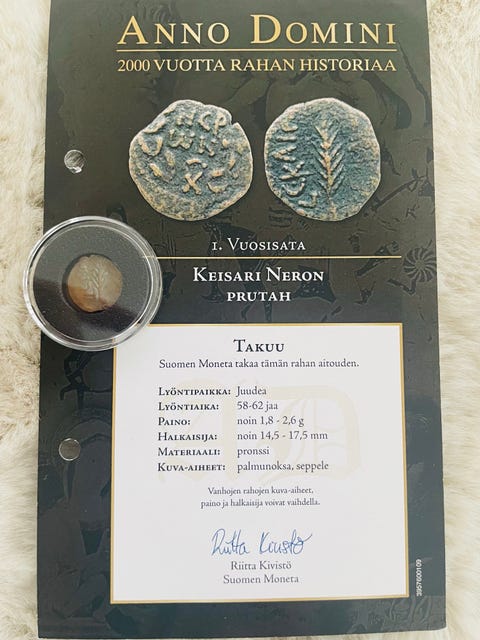 ANNO DOMINI
2000 VUOTTA RAHAN HISTORIAA
1. VUOSISATA
KEISARI NERON
PRUTAH
TAKUU
Suomen Moneta takaa tämän rahan aitouden.
LYÖNTIPAIKKA: Juudea
LYÖNTIAIKA: 58-62 jaa
PAINO: noin 1,8 - 2,6 g
HALKAISIJA: noin 14,5 - 17,5 mm
MATERIAALI: pronssi
KUVA-AIHEET: palmunoksa, seppele
Vanhojen rahojen kuva-aiheet,
paino ja halkaisija voivat vaihdella.
Riitta Kivistö
Riitta Kivistö
Suomen Moneta
3957600109